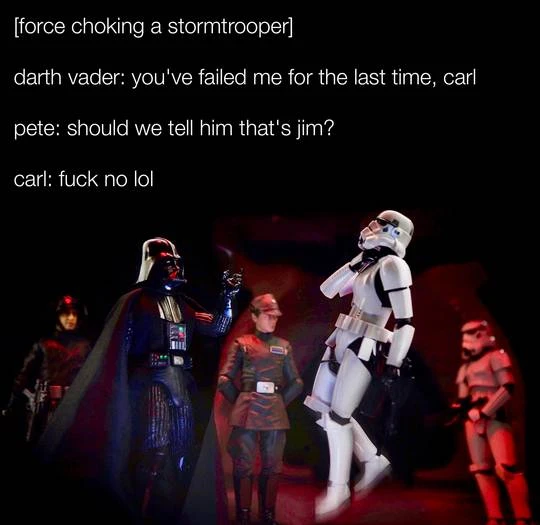 [force choking a stormtrooper]
darth vader: you've failed me for the last time, carl
pete: should we tell him that's jim?
carl: fuck no lol